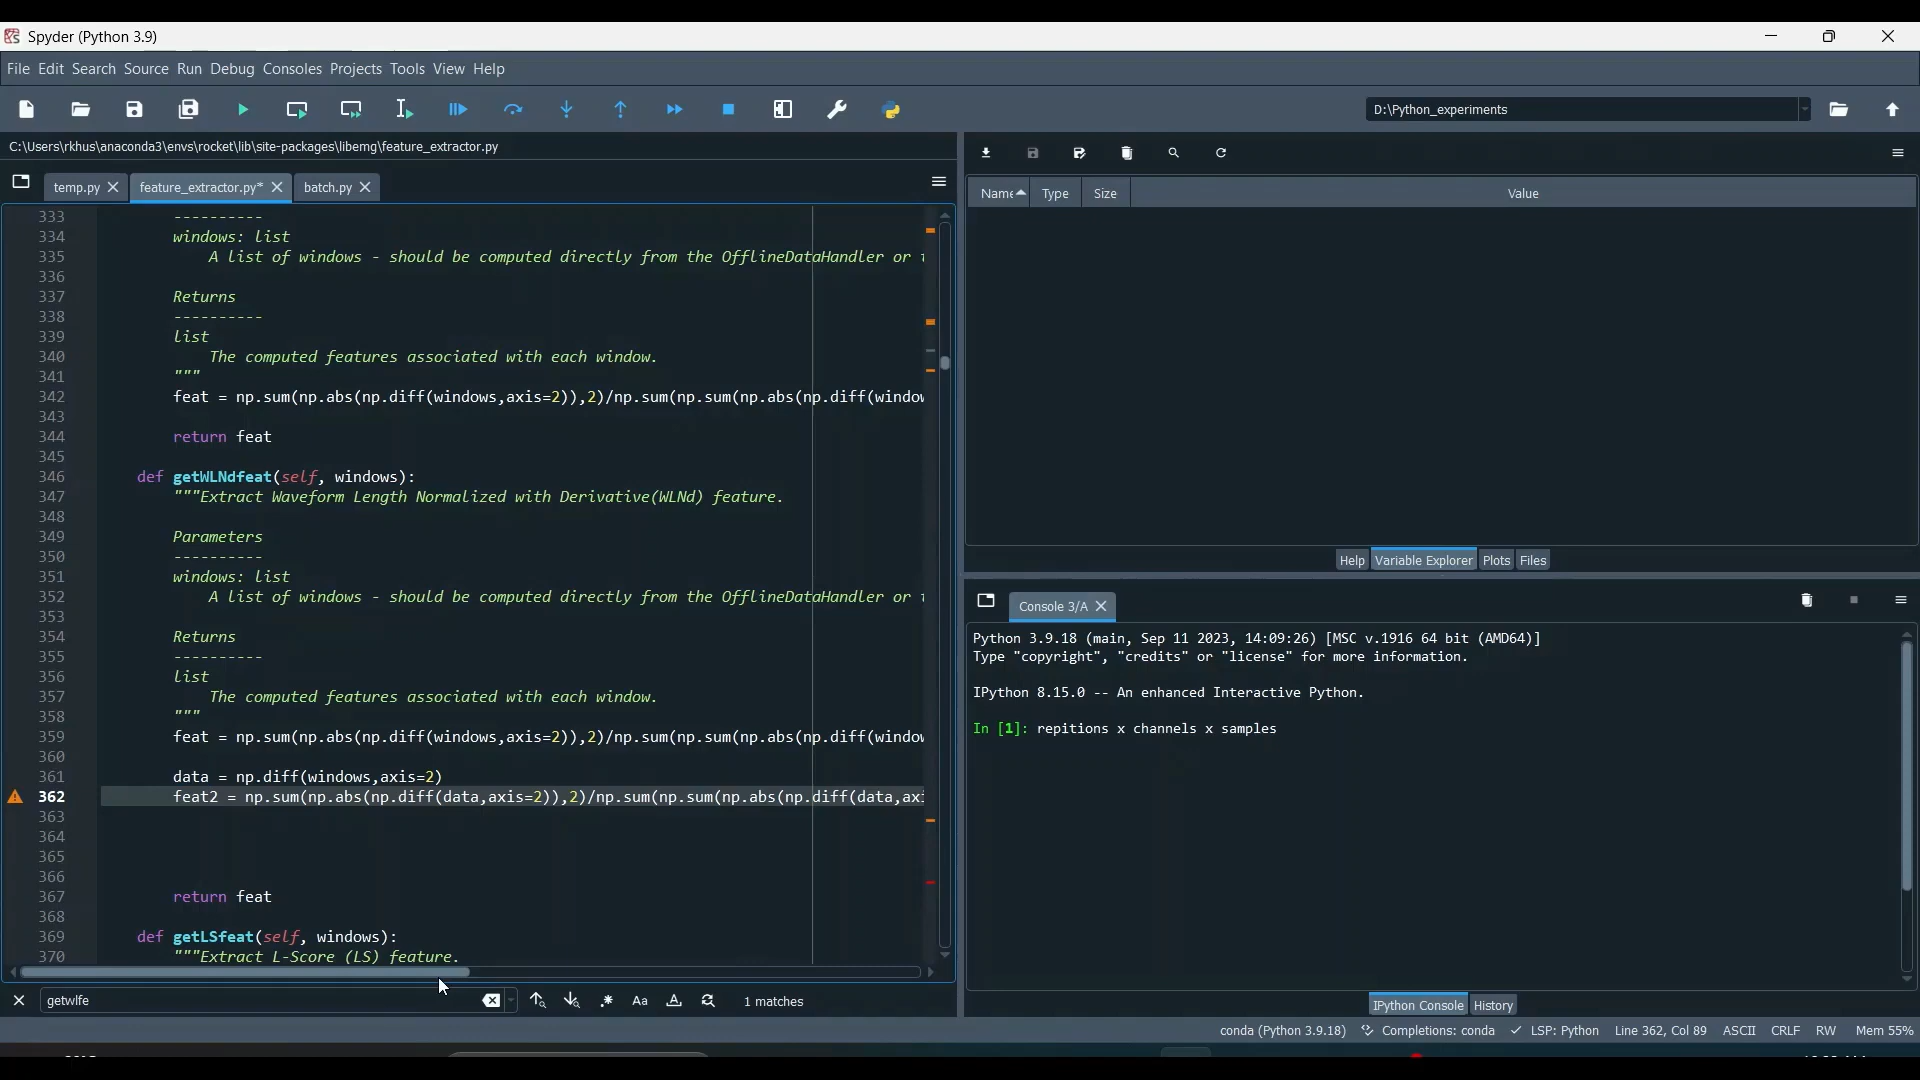 Spyder (Python 3.9)
File Edit Search Source Run Debug Consoles Projects Tools View Help
D:\Python_experiments
C:\Users\rkhus\anaconda3\envs\rocket\lib\site-packages\libemg\feature_extractor.py
temp.py feature_extractor.py* batch.py
333 ----------
334 windows: list
335 A list of windows - should be computed directly from the OfflineDataHandler or
336
337 Returns
338 ----------
339 list
340 The computed features associated with each window.
341 """
342 feat = np.sum(np.abs(np.diff(windows,axis=2)),2)/np.sum(np.sum(np.abs(np.diff(window
343
344 return feat
345
346 def getWLNdfeat(self, windows):
347 """Extract Waveform Length Normalized with Derivative(WLNd) feature.
348
349 Parameters
350 ----------
351 windows: list
352 A list of windows - should be computed directly from the OfflineDataHandler or
353
354 Returns
355 ----------
356 list
357 The computed features associated with each window.
358 """
359 feat = np.sum(np.abs(np.diff(windows,axis=2)),2)/np.sum(np.sum(np.abs(np.diff(window
360
361 data = np.diff(windows,axis=2)
362 feat2 = np.sum(np.abs(np.diff(data,axis=2)),2)/np.sum(np.sum(np.abs(np.diff(data,axi
363
364
365
366
367 return feat
368
369 def getLSfeat(self, windows):
370 """Extract L-Score (LS) feature.
getwlfe Aa 1 matches
Name Type Size Value
Help Variable Explorer Plots Files
Console 3/A
Python 3.9.18 (main, Sep 11 2023, 14:09:26) [MSC v.1916 64 bit (AMD64)]
Type "copyright", "credits" or "license" for more information.
IPython 8.15.0 -- An enhanced Interactive Python.
In [1]: repitions x channels x samples
IPython Console History
conda (Python 3.9.18) Completions: conda LSP: Python Line 362, Col 89 ASCII CRLF RW Mem 55%